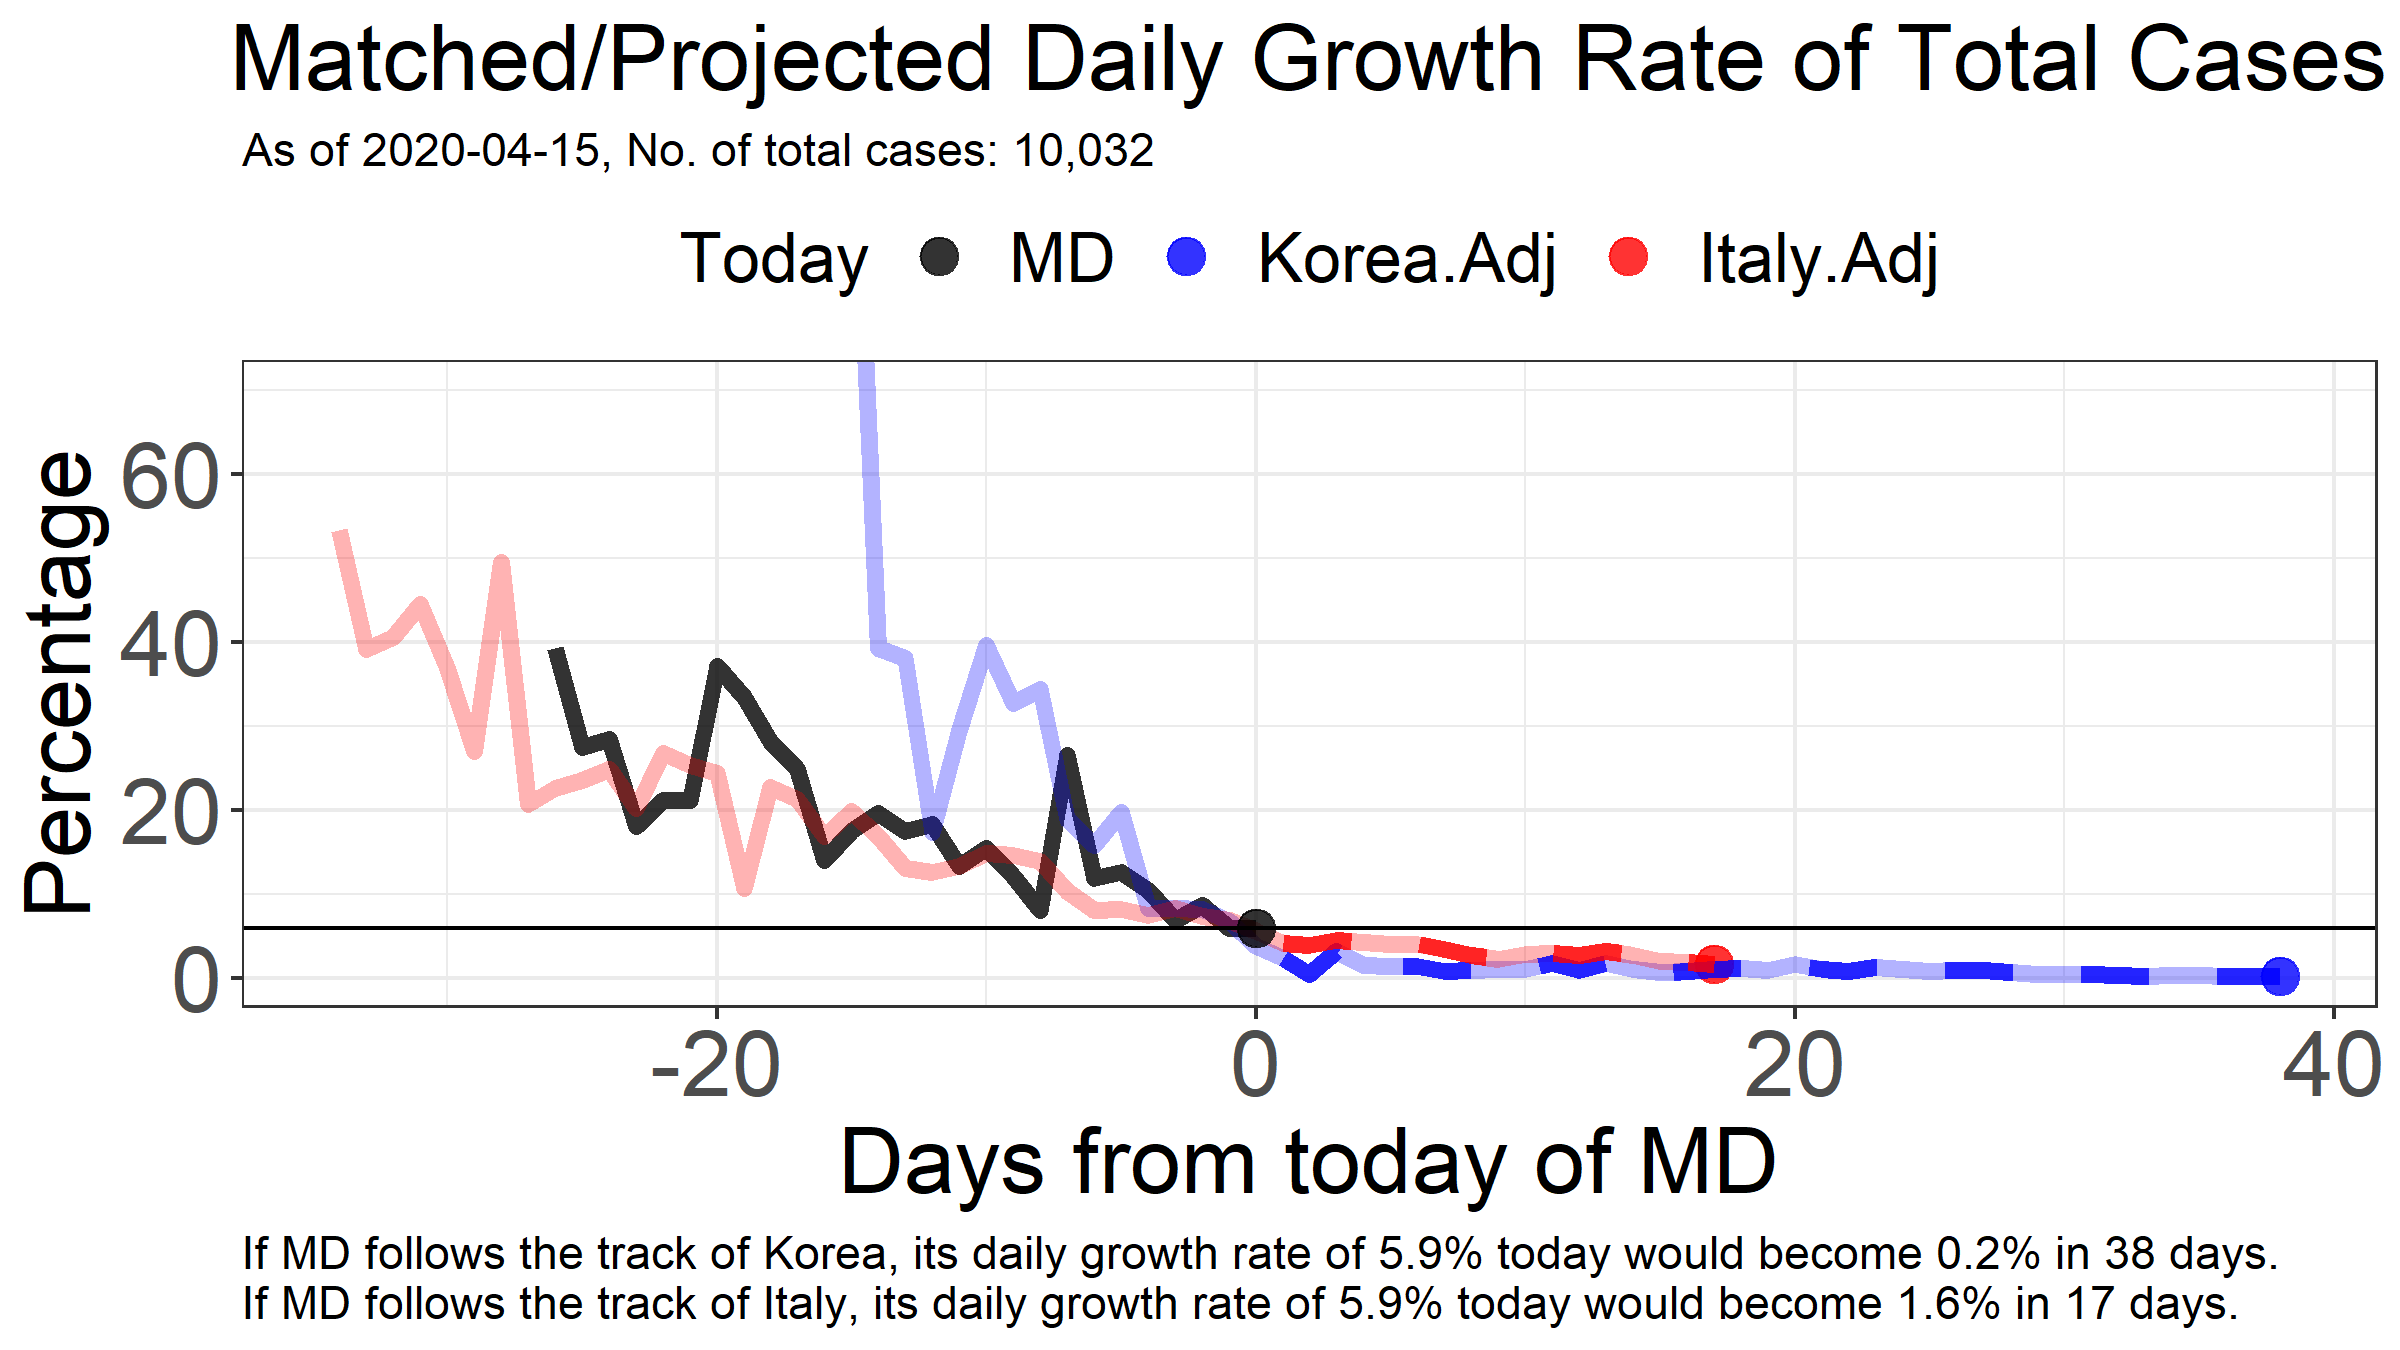 Matched/Projected Daily Growth Rate of Total Cases
As of 2020-04-15, No. of total cases: 10,032
Today MD Korea.Adj Italy.Adj
Percentage
60
40
20
0
-20 0 20 40
Days from today of MD
If MD follows the track of Korea, its daily growth rate of 5.9% today would become 0.2% in 38 days.
If MD follows the track of Italy, its daily growth rate of 5.9% today would become 1.6% in 17 days.